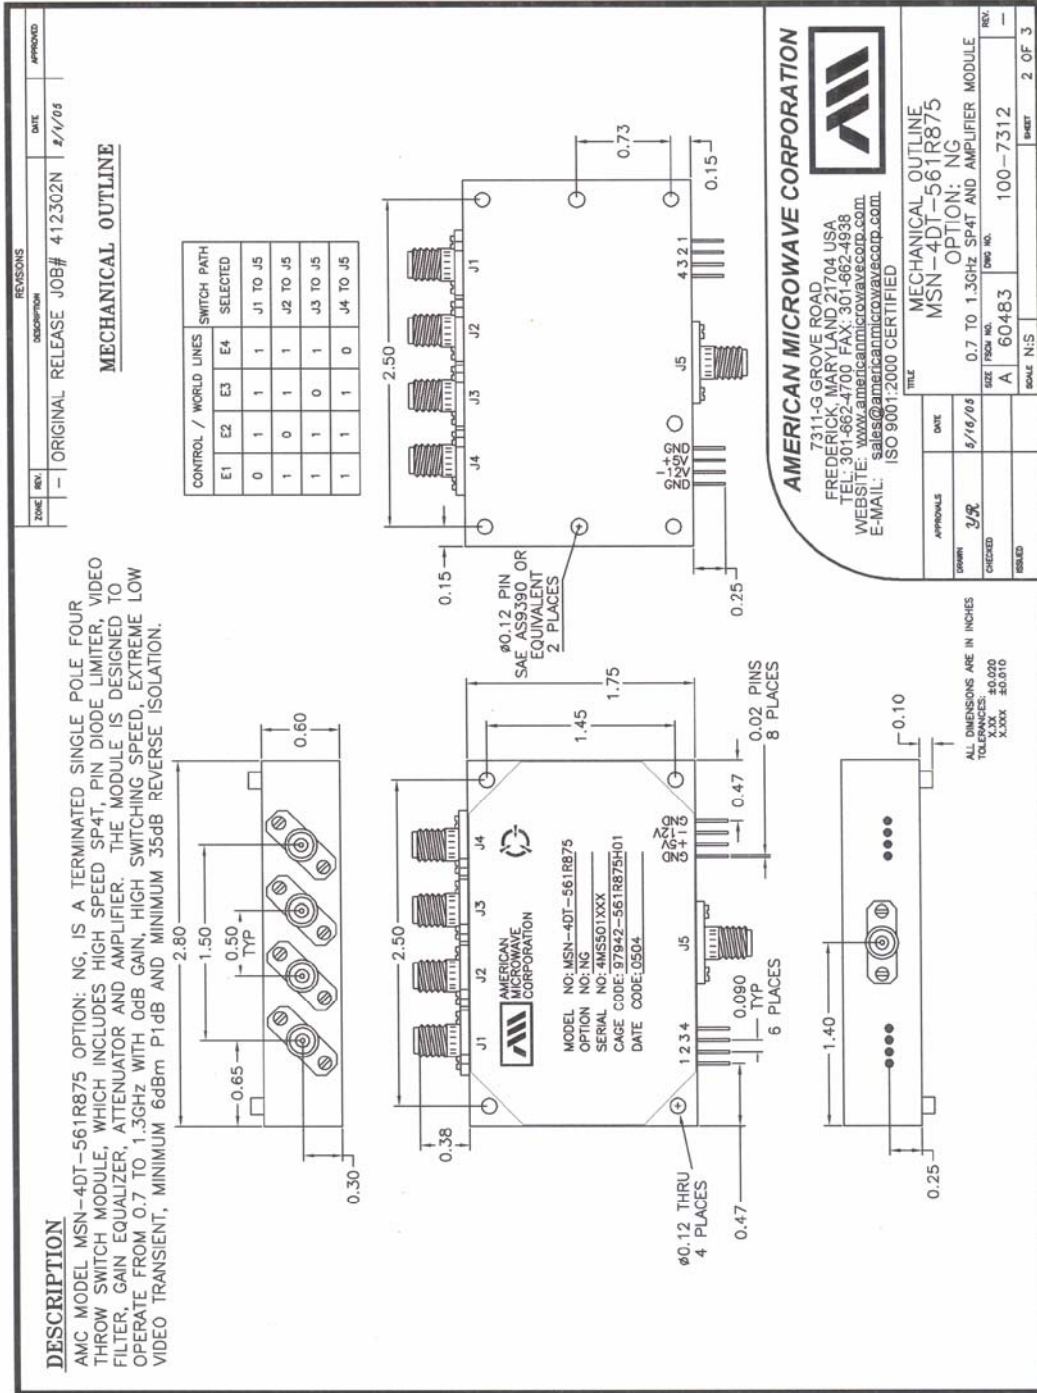 DESCRIPTION
AMC MODEL MSN-4DT-561R875 OPTION: NG, IS A TERMINATED SINGLE POLE FOUR
THROW SWITCH MODULE, WHICH INCLUDES HIGH SPEED SP4T, PIN DIODE LIMITER, VIDEO
FILTER, GAIN EQUALIZER, ATTENUATOR AND AMPLIFIER. THE MODULE IS DESIGNED TO
OPERATE FROM 0.7 TO 1.3GHz WITH 0dB GAIN, HIGH SWITCHING SPEED, EXTREME LOW
VIDEO TRANSIENT, MINIMUM 6dBm P1dB AND MINIMUM 35dB REVERSE ISOLATION.
REVISIONS
ZONE REV. DESCRIPTION DATE APPROVED
— ORIGINAL RELEASE JOB# 412302N 2/1/05
MECHANICAL OUTLINE
CONTROL / WORLD LINES SWITCH PATH
E1 E2 E3 E4 SELECTED
0 1 1 1 J1 TO J5
1 0 1 1 J2 TO J5
1 1 0 1 J3 TO J5
1 1 1 0 J4 TO J5
2.80
1.50
0.65
0.50
TYP
0.60
0.30
2.50
0.38
J1 J2 J3 J4
AMERICAN
MICROWAVE
CORPORATION
MODEL NO: MSN-4DT-561R875
OPTION NO: NG
SERIAL NO: 4MS501XXX
CAGE CODE: 97942-561R875H01
DATE CODE: 0504
1 2 3 4
J5
GND
+5V
-12V
GND
1.45
1.75
Ø0.12 THRU
4 PLACES
0.47
0.090
TYP
6 PLACES
0.47
0.02 PINS
8 PLACES
2.50
0.15
J4 J3 J2 J1
Ø0.12 PIN
SAE AS9390 OR
EQUIVALENT
2 PLACES
0.73
0.15
GND
-12V
+5V
GND
J5
4 3 2 1
0.25
1.40
0.25
0.10
ALL DIMENSIONS ARE IN INCHES
TOLERANCES:
X.XX ±0.020
X.XXX ±0.010
AMERICAN MICROWAVE CORPORATION
7311-G GROVE ROAD
FREDERICK, MARYLAND 21704 USA
TEL: 301-662-4700 FAX: 301-662-4938
WEBSITE: www.americanmicrowavecorp.com
E-MAIL: sales@americanmicrowavecorp.com
ISO 9001:2000 CERTIFIED
APPROVALS DATE
DRAWN YR 5/16/05
CHECKED
ISSUED
TITLE
MECHANICAL OUTLINE
MSN-4DT-561R875
OPTION: NG
0.7 TO 1.3GHz SP4T AND AMPLIFIER MODULE
SIZE A FSCM NO. 60483 DWG NO. 100-7312 REV. —
SCALE N:S SHEET 2 OF 3